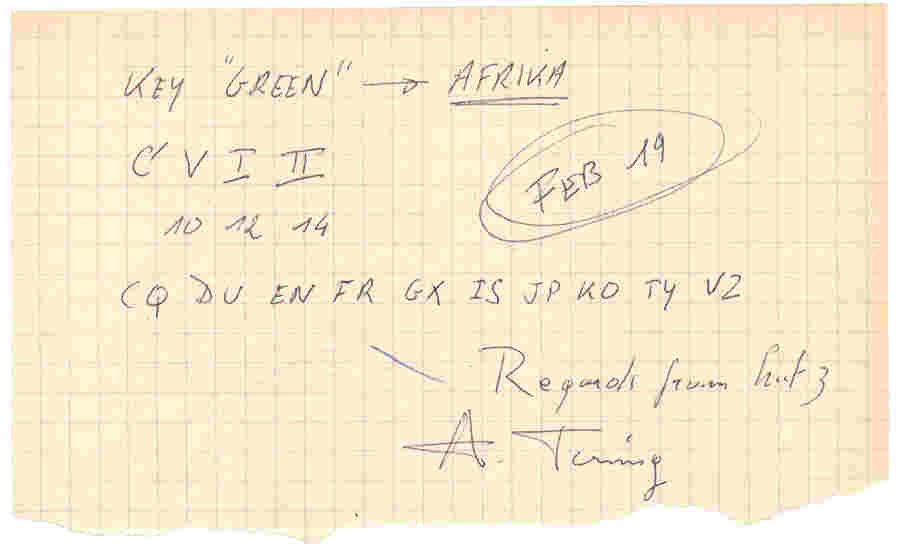 KEY "GREEN" → AFRIKA
C V I II
FEB 19
10 12 14
CQ DU EN FR GX IS JP KO TY VZ
Regards from hut 3
A. Turing